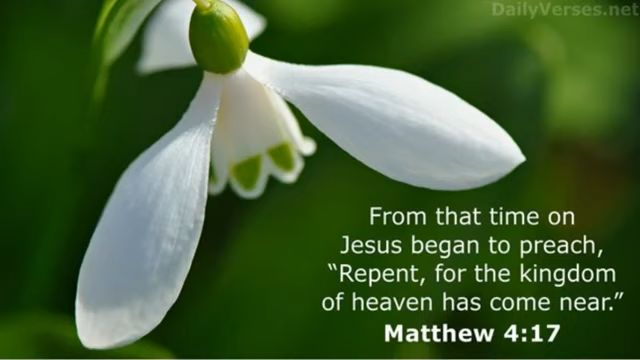 DailyVerses.net
From that time on
Jesus began to preach,
“Repent, for the kingdom
of heaven has come near.”
Matthew 4:17